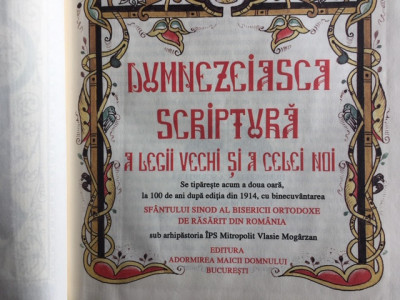 DUMNEZEIASCA
SCRIPTURĂ
A LEGII VECHI ȘI A CELEI NOI
Se tipărește acum a doua oară,
la 100 de ani după ediția din 1914, cu binecuvântarea
SFÂNTULUI SINOD AL BISERICII ORTODOXE
DE RĂSĂRIT DIN ROMÂNIA
sub arhipăstoria ÎPS Mitropolit Vlasie Mogârzan
EDITURA
ADORMIREA MAICII DOMNULUI
BUCUREȘTI